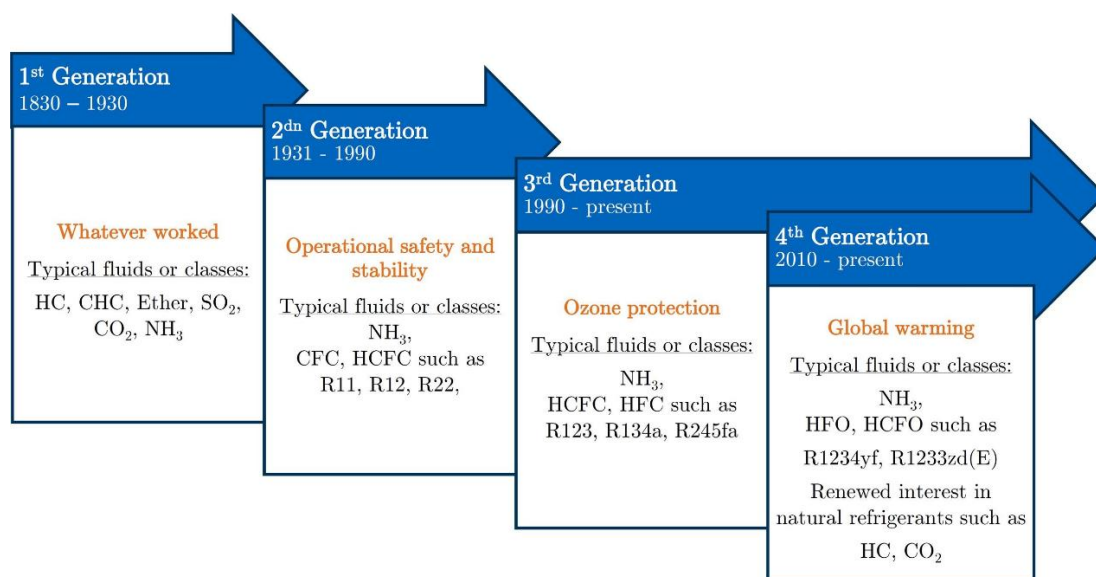 1st Generation
1830 – 1930
Whatever worked
Typical fluids or classes:
HC, CHC, Ether, SO₂,
CO₂, NH₃
2dn Generation
1931 - 1990
Operational safety and
stability
Typical fluids or classes:
NH₃,
CFC, HCFC such as
R11, R12, R22,
3rd Generation
1990 - present
Ozone protection
Typical fluids or classes:
NH₃,
HCFC, HFC such as
R123, R134a, R245fa
4th Generation
2010 - present
Global warming
Typical fluids or classes:
NH₃,
HFO, HCFO such as
R1234yf, R1233zd(E)
Renewed interest in
natural refrigerants such as
HC, CO₂